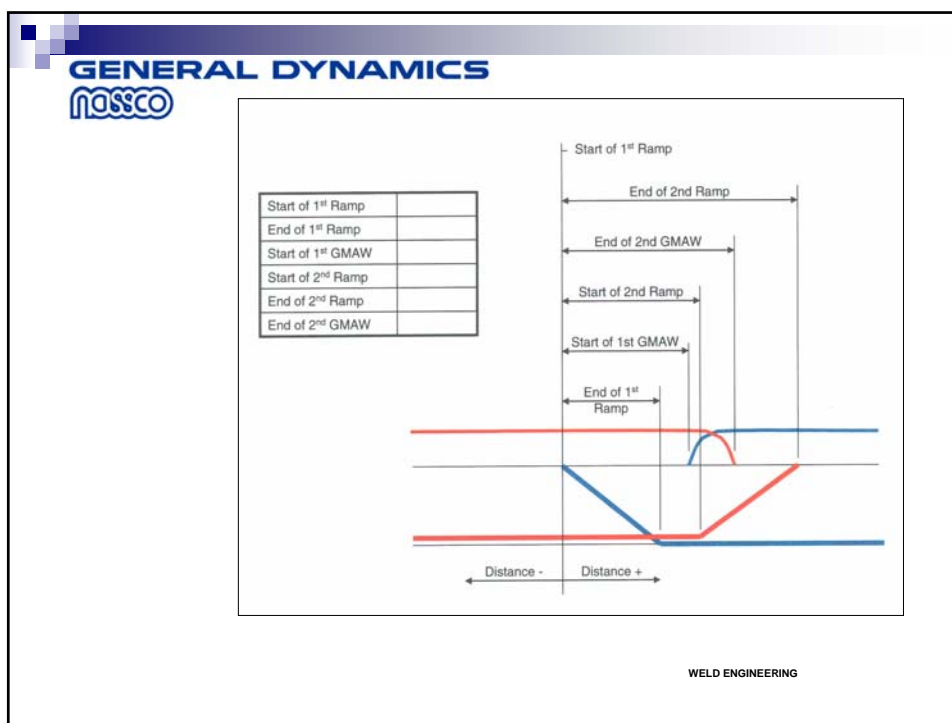 GENERAL DYNAMICS
NASSCO
Start of 1st Ramp
End of 2nd Ramp
Start of 1st Ramp
End of 1st Ramp
Start of 1st GMAW
Start of 2nd Ramp
End of 2nd Ramp
End of 2nd GMAW
End of 2nd GMAW
Start of 2nd Ramp
Start of 1st GMAW
End of 1st
Ramp
Distance -
Distance +
WELD ENGINEERING